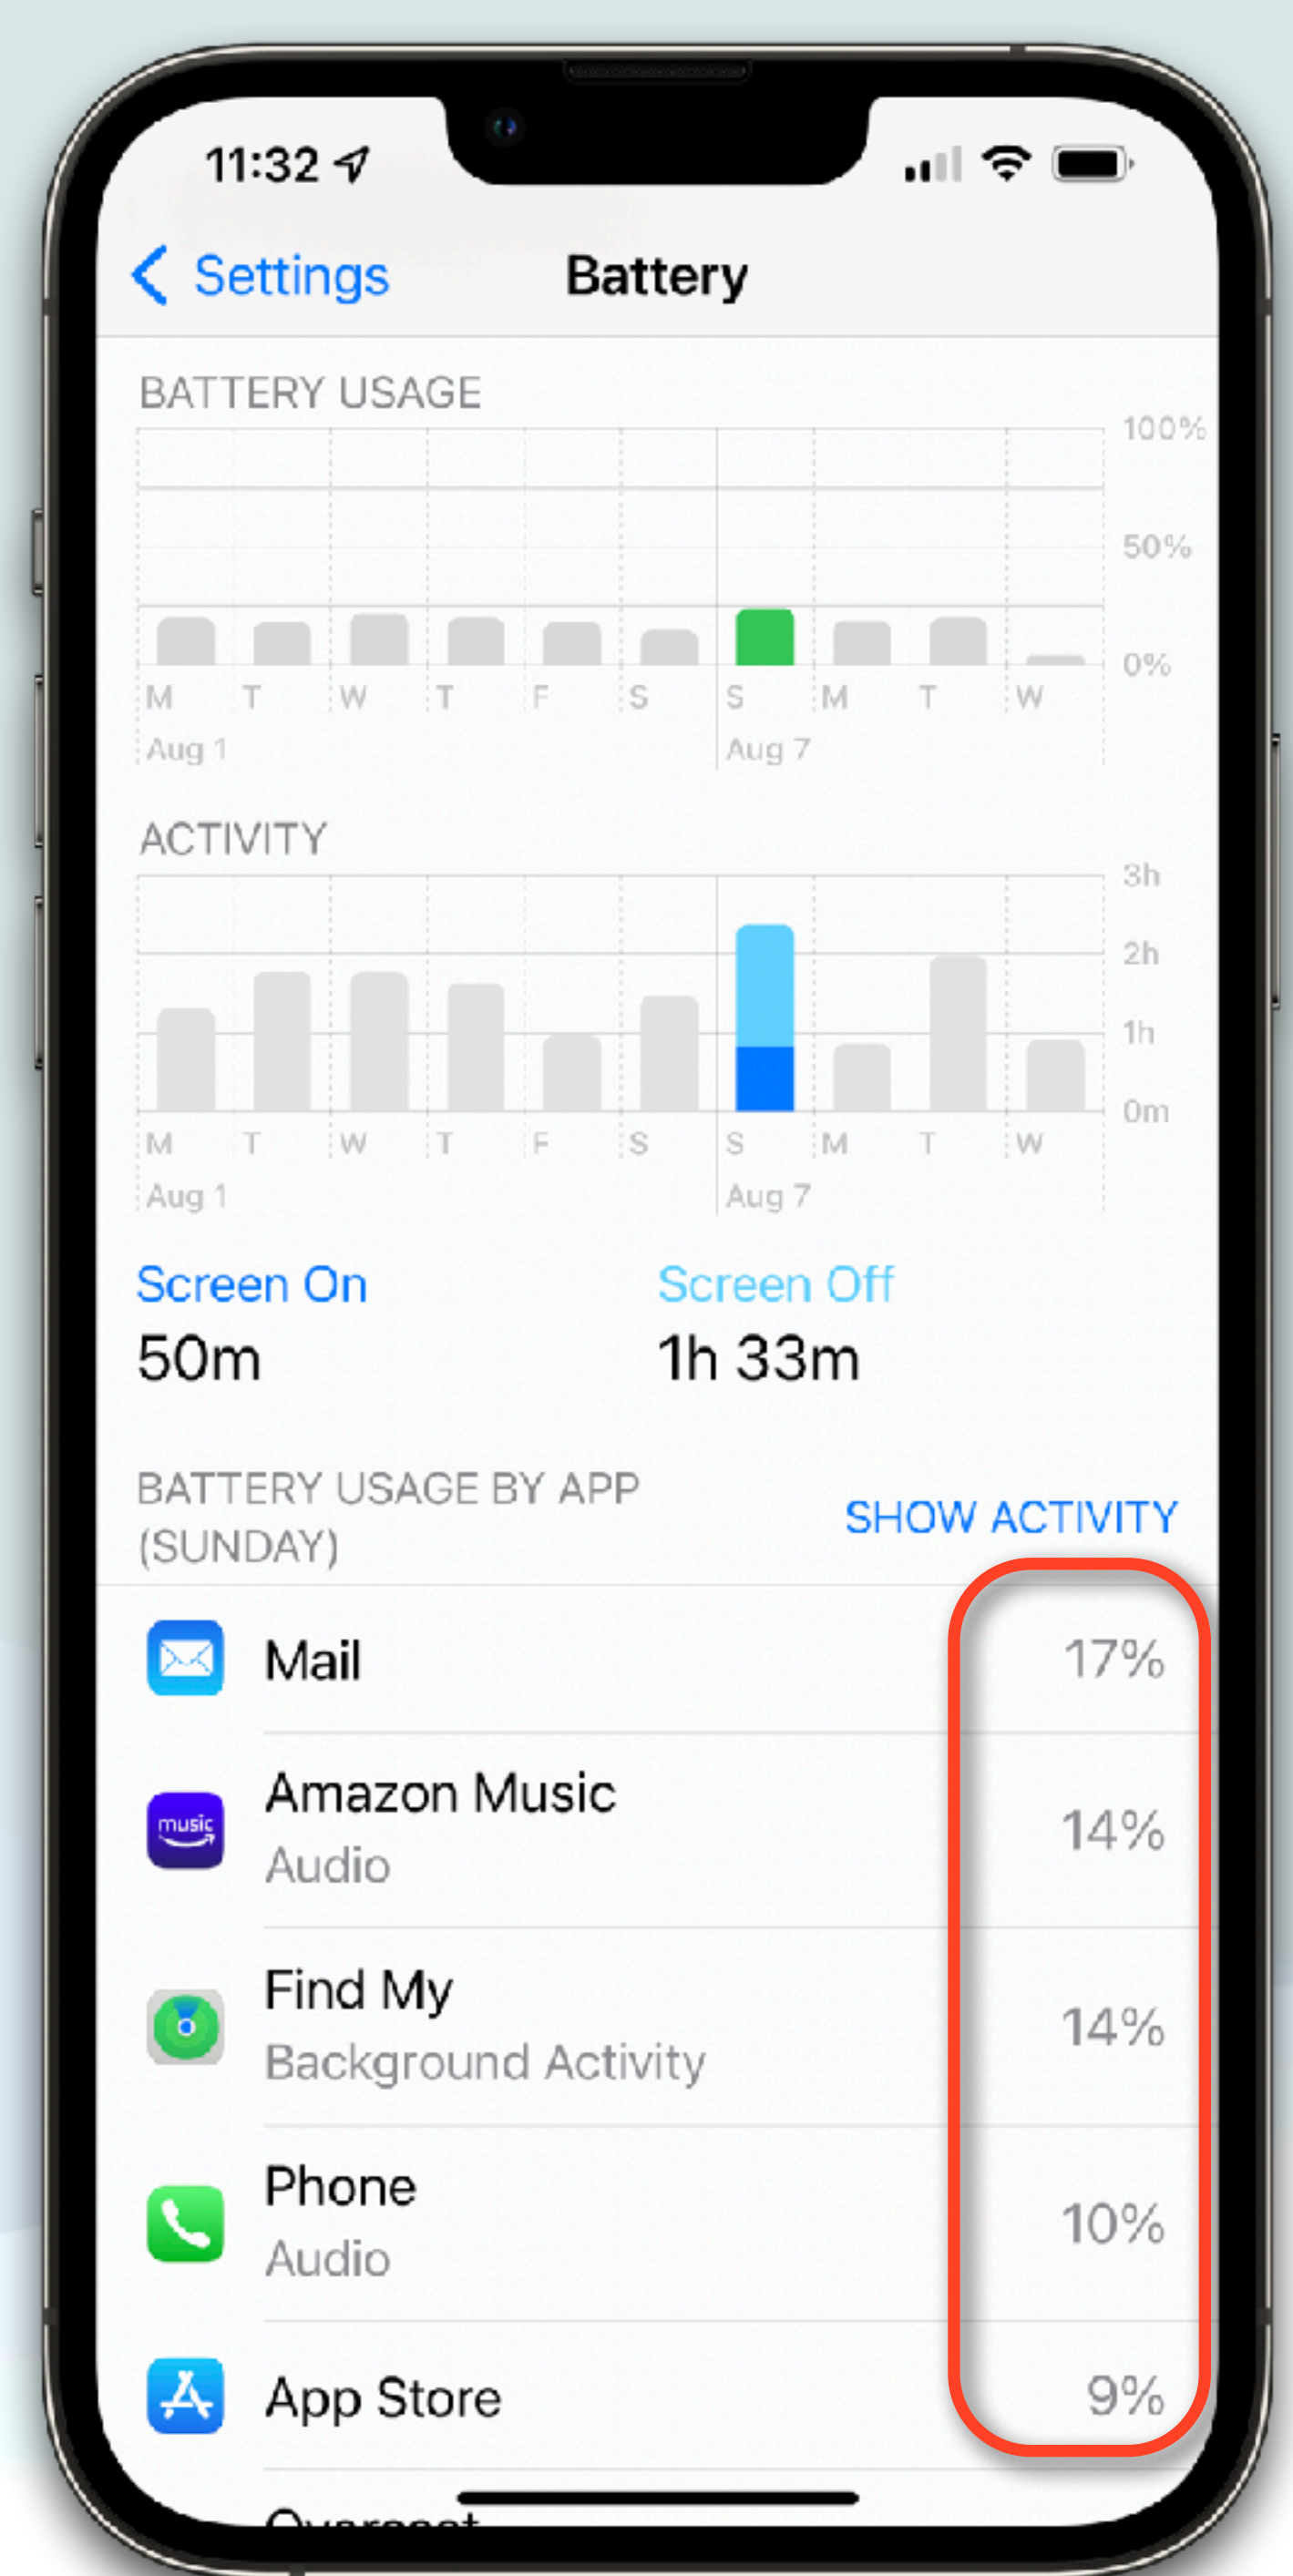 11:32
Settings
Battery
BATTERY USAGE
100%
50%
0%
M T W T F S S M T W
Aug 1 Aug 7
ACTIVITY
3h
2h
1h
0m
M T W T F S S M T W
Aug 1 Aug 7
Screen On Screen Off
50m 1h 33m
BATTERY USAGE BY APP
(SUNDAY)
SHOW ACTIVITY
Mail 17%
music
Amazon Music
Audio
14%
Find My
Background Activity
14%
Phone
Audio
10%
App Store 9%